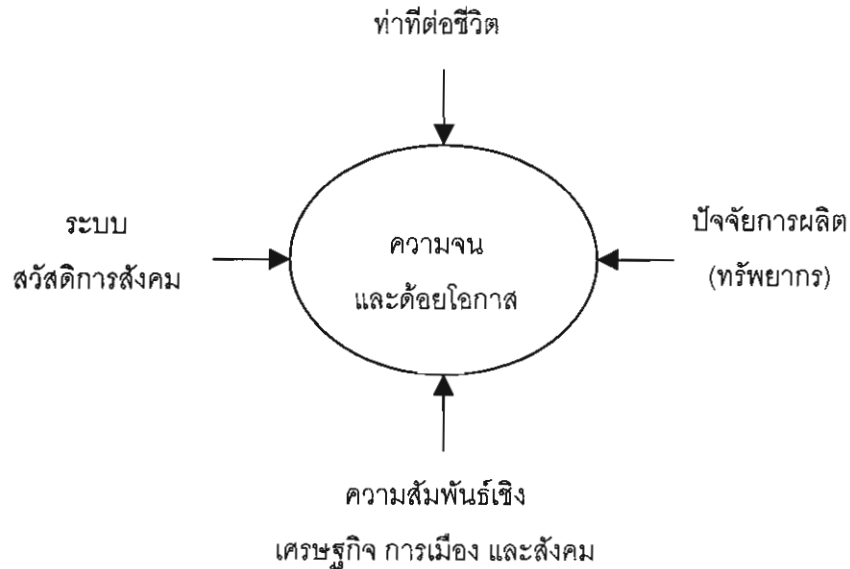 ท่าทีต่อชีวิต
ระบบ
สวัสดิการสังคม
ความจน
และด้อยโอกาส
ปัจจัยการผลิต
(ทรัพยากร)
ความสัมพันธ์เชิง
เศรษฐกิจ การเมือง และสังคม